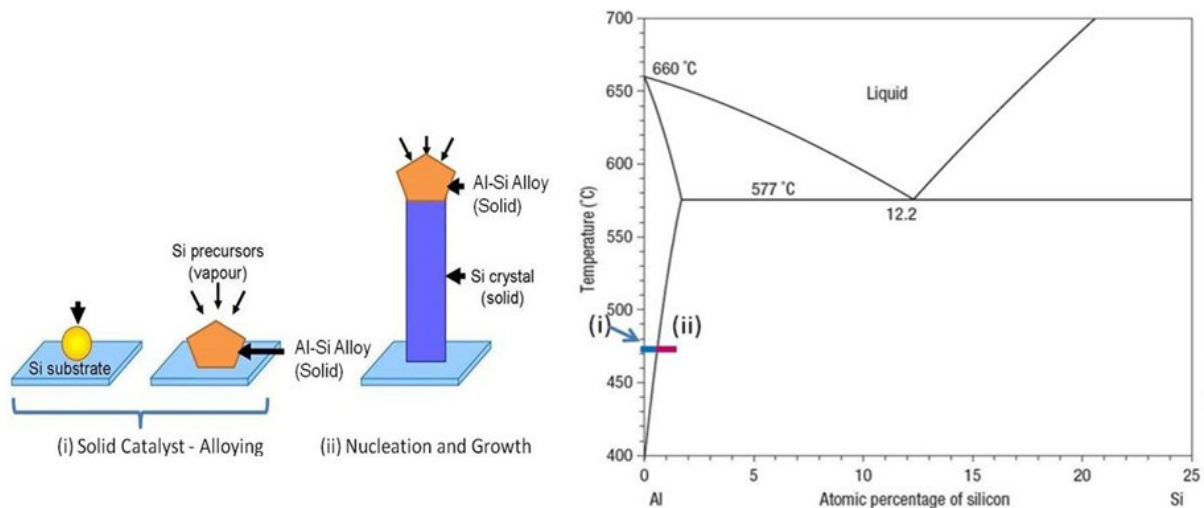 Si precursors
(vapour)
Si substrate
Al-Si Alloy
(Solid)
(i) Solid Catalyst - Alloying
Al-Si Alloy
(Solid)
Si crystal
(solid)
(ii) Nucleation and Growth
700
650
600
550
500
450
400
Temperature (°C)
660 °C
Liquid
577 °C
12.2
(i)
(ii)
0
5
10
15
20
25
Al
Atomic percentage of silicon
Si